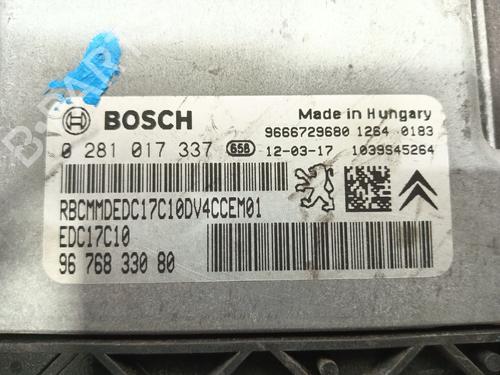 B-PARTS
BOSCH
Made in Hungary
9666729680 1264 0183
0 281 017 337 658 12-03-17 1039S45264
RBCMMDEDC17C10DV4CCEM01
EDC17C10
96 768 330 80